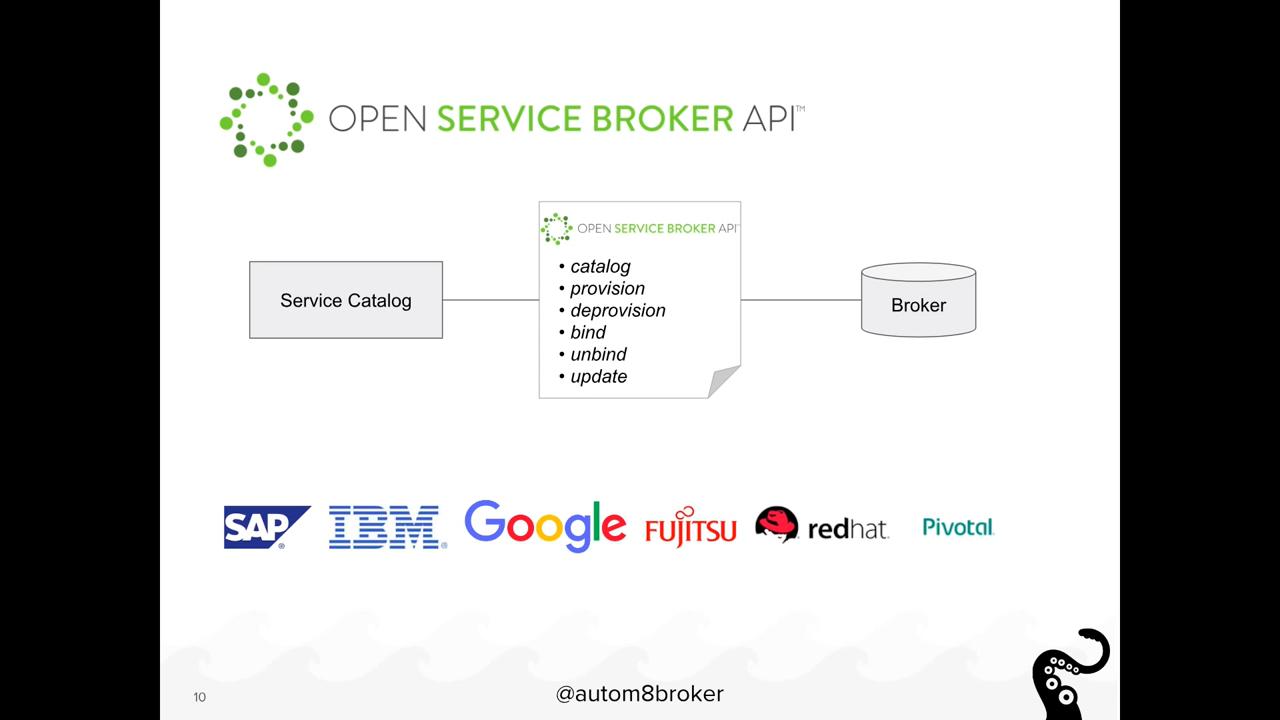 OPEN SERVICE BROKER API™
OPEN SERVICE BROKER API
• catalog
• provision
• deprovision
• bind
• unbind
• update
Service Catalog
Broker
SAP®
IBM®
Google
FUJITSU
redhat.
Pivotal
10
@autom8broker